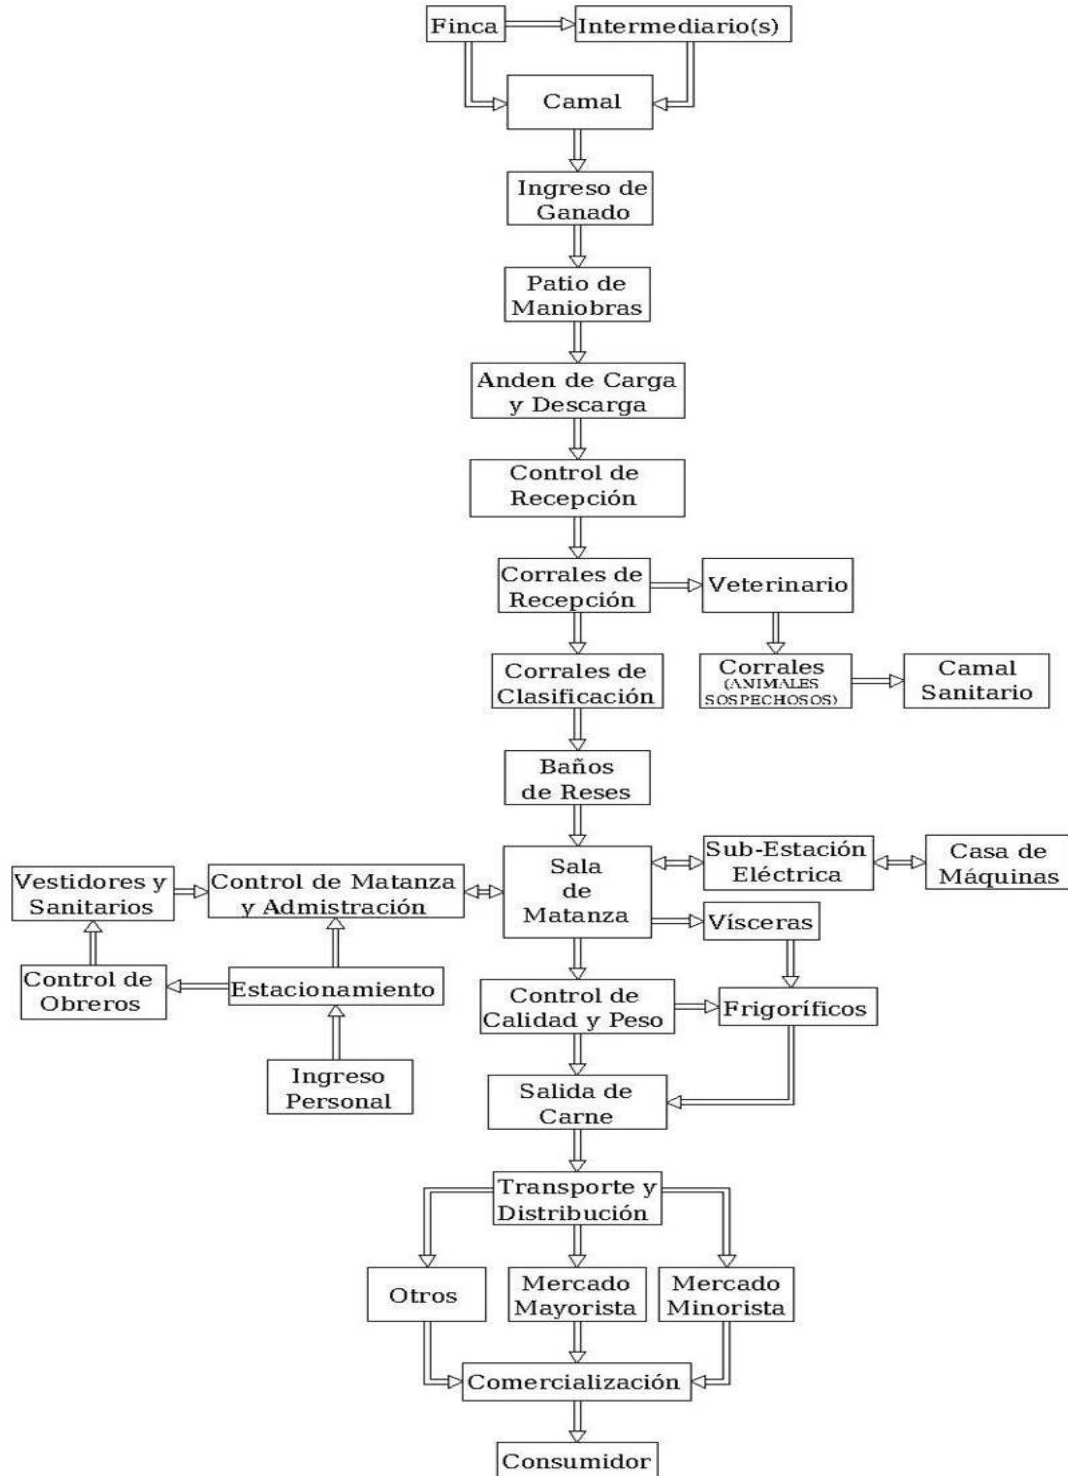 Finca
Intermediario(s)
Camal
Ingreso de
Ganado
Patio de
Maniobras
Anden de Carga
y Descarga
Control de
Recepción
Corrales de
Recepción
Veterinario
Corrales de
Clasificación
Corrales
(ANIMALES
SOSPECHOSOS)
Camal
Sanitario
Baños
de Reses
Vestidores y
Sanitarios
Control de Matanza
y Admistración
Sala
de
Matanza
Sub-Estación
Eléctrica
Casa de
Máquinas
Vísceras
Control de
Obreros
Estacionamiento
Control de
Calidad y Peso
Frigoríficos
Ingreso
Personal
Salida de
Carne
Transporte y
Distribución
Otros
Mercado
Mayorista
Mercado
Minorista
Comercialización
Consumidor